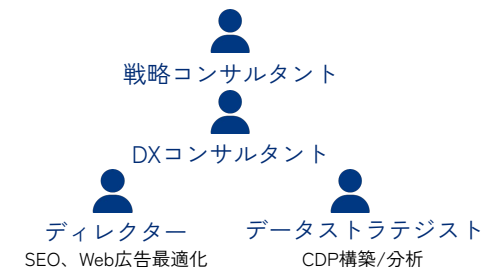 戦略コンサルタント
DXコンサルタント
ディレクター
SEO、Web広告最適化
データストラテジスト
CDP構築/分析